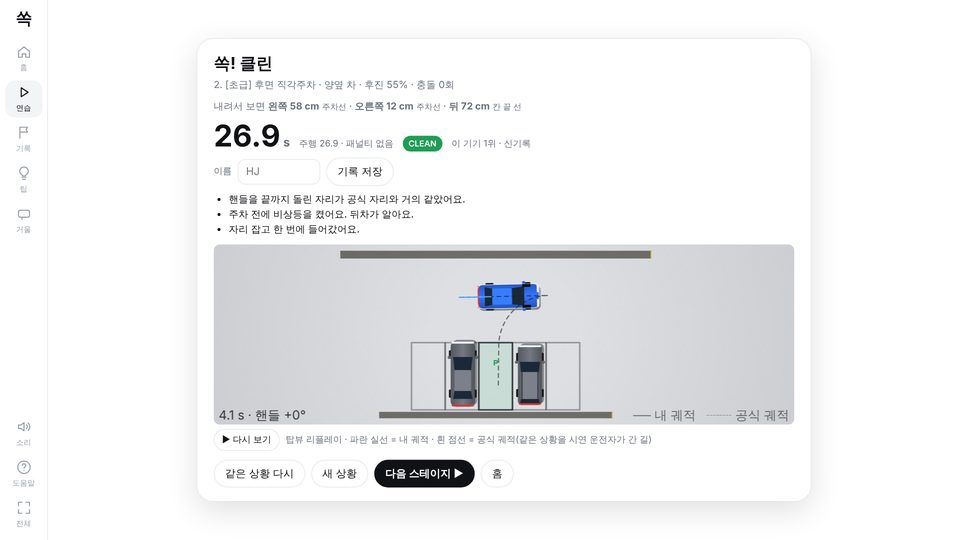 쏙
홈
연습
기록
팁
거울
소리
도움말
전체
쏙! 클린
2. [초급] 후면 직각주차 · 양옆 차 · 후진 55% · 충돌 0회
내려서 보면 왼쪽 58 cm 주차선 · 오른쪽 12 cm 주차선 · 뒤 72 cm 칸 끝 선
26.9 s 주행 26.9 · 패널티 없음 CLEAN 이 기기 1위 · 신기록
이름 HJ 기록 저장
• 핸들을 끝까지 돌린 자리가 공식 자리와 거의 같았어요.
• 주차 전에 비상등을 켰어요. 뒤차가 알아요.
• 자리 잡고 한 번에 들어갔어요.
P
4.1 s · 핸들 +0° 내 궤적 공식 궤적
▶ 다시 보기 탑뷰 리플레이 · 파란 실선 = 내 궤적 · 흰 점선 = 공식 궤적(같은 상황을 시연 운전자가 간 길)
같은 상황 다시 새 상황 다음 스테이지 ▶ 홈